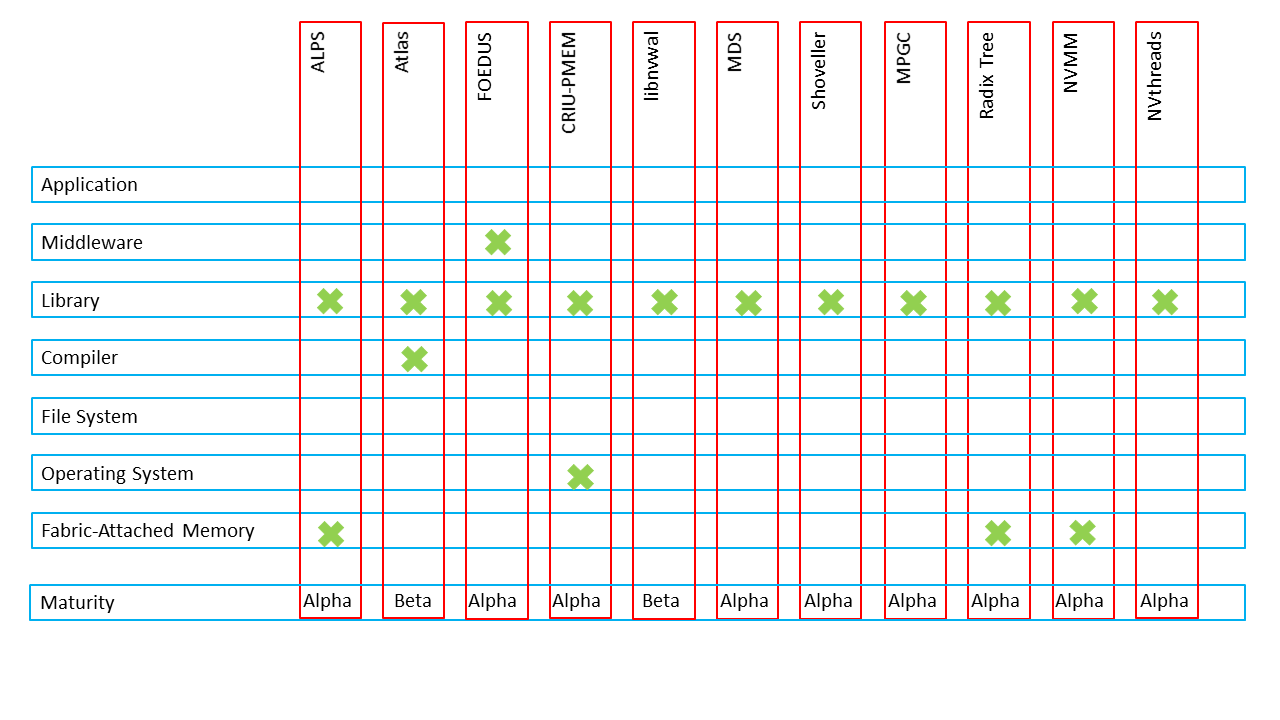 ALPS
Atlas
FOEDUS
CRIU-PMEM
libnvwal
MDS
Shoveller
MPGC
Radix Tree
NVMM
NVthreads
Application
Middleware
Library
Compiler
File System
Operating System
Fabric-Attached Memory
Maturity Alpha Beta Alpha Alpha Beta Alpha Alpha Alpha Alpha Alpha Alpha